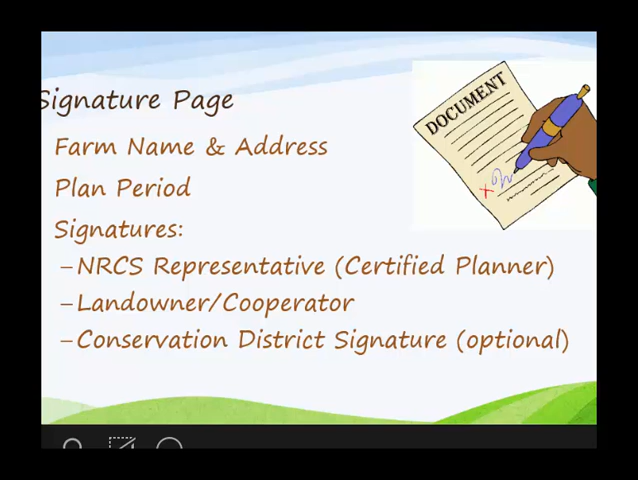 Signature Page
DOCUMENT
Farm Name & Address
Plan Period
Signatures:
–NRCS Representative (Certified Planner)
–Landowner/Cooperator
–Conservation District Signature (optional)